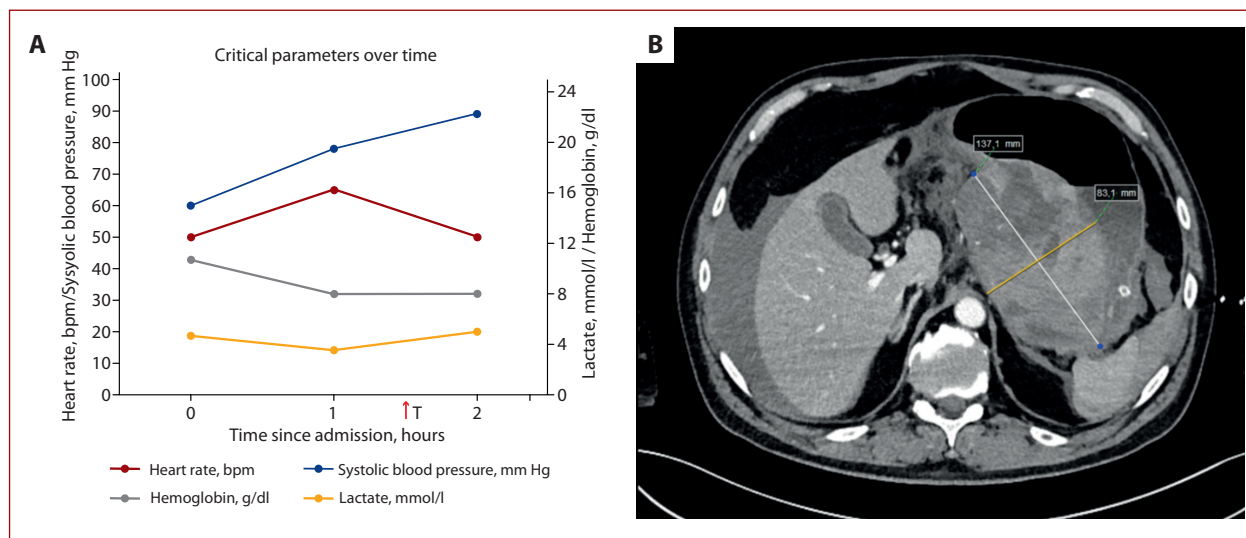 A
Critical parameters over time
Heart rate, bpm/Sysyolic blood pressure, mm Hg
100
90
80
70
60
50
40
30
20
10
0
24
20
16
12
8
4
0
Lactate, mmol/l / Hemoglobin, g/dl
0 1 T 2
Time since admission, hours
Heart rate, bpm Systolic blood pressure, mm Hg
Hemoglobin, g/dl Lactate, mmol/l
B
137,1 mm
83,1 mm